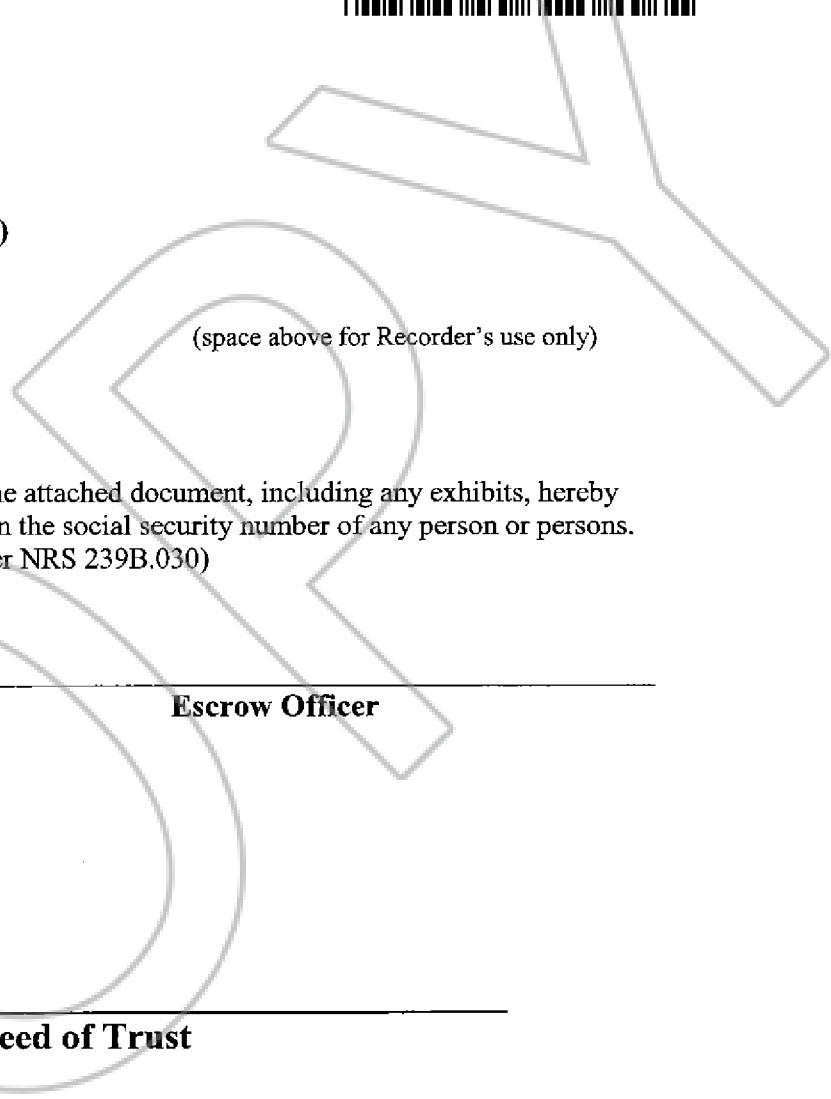 )
(space above for Recorder's use only)
e attached document, including any exhibits, hereby
n the social security number of any person or persons.
r NRS 239B.030)
Escrow Officer
eed of Trust
OPY